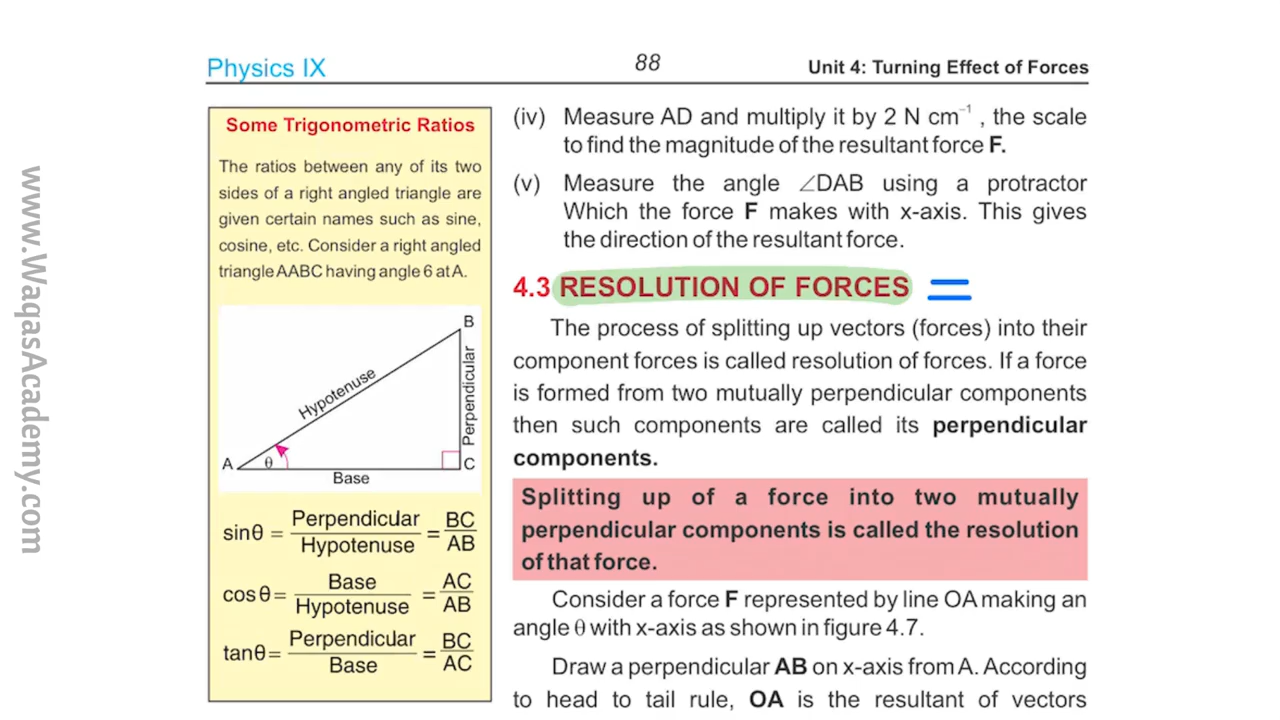 Physics IX
88
Unit 4: Turning Effect of Forces
www.WaqasAcademy.com
Some Trigonometric Ratios
The ratios between any of its two
sides of a right angled triangle are
given certain names such as sine,
cosine, etc. Consider a right angled
triangle AABC having angle 6 at A.
B
Hypotenuse
Perpendicular
A
θ
C
Base
sinθ = Perpendicular/Hypotenuse = BC/AB
cosθ = Base/Hypotenuse = AC/AB
tanθ = Perpendicular/Base = BC/AC
(iv) Measure AD and multiply it by 2 N cm⁻¹ , the scale
to find the magnitude of the resultant force F.
(v) Measure the angle ∠DAB using a protractor
Which the force F makes with x-axis. This gives
the direction of the resultant force.
4.3 RESOLUTION OF FORCES
The process of splitting up vectors (forces) into their
component forces is called resolution of forces. If a force
is formed from two mutually perpendicular components
then such components are called its perpendicular
components.
Splitting up of a force into two mutually
perpendicular components is called the resolution
of that force.
Consider a force F represented by line OA making an
angle θ with x-axis as shown in figure 4.7.
Draw a perpendicular AB on x-axis from A. According
to head to tail rule, OA is the resultant of vectors